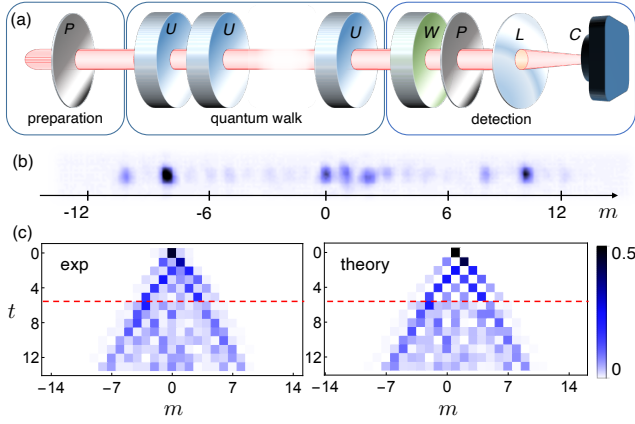 (a)
P U U U W P L C
preparation quantum walk detection
(b)
-12 -6 0 6 12 m
(c)
exp theory
0 4 8 12
t
-14 -7 0 7 14
m
0 4 8 12
-14 -7 0 7 14
m
0.5
0